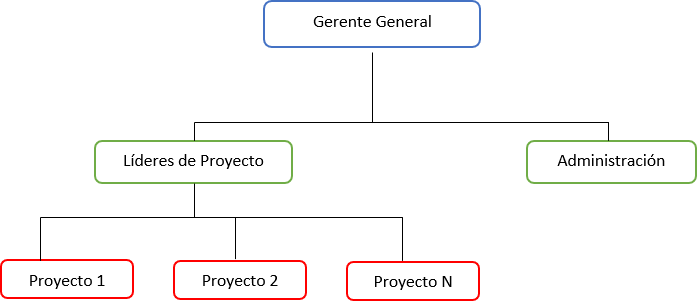 Gerente General
Líderes de Proyecto
Administración
Proyecto 1
Proyecto 2
Proyecto N